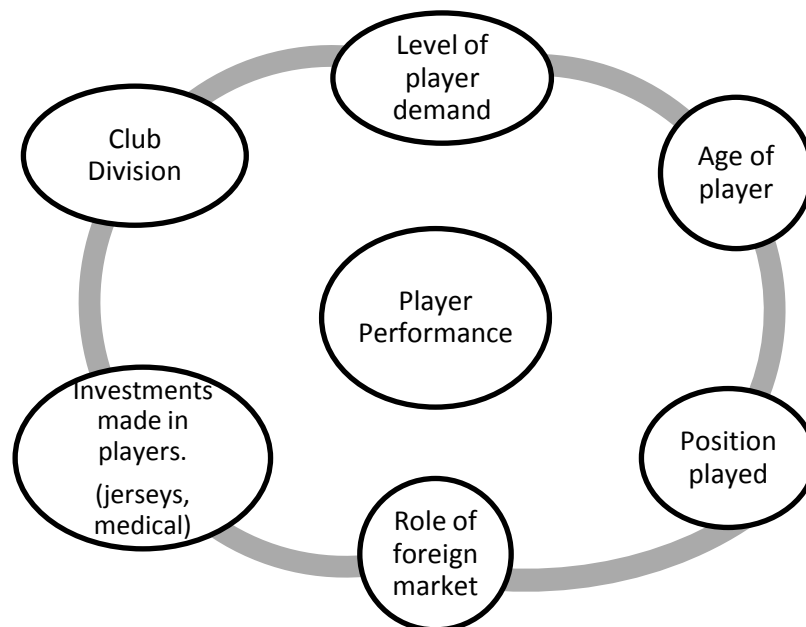 Level of
player
demand
Club
Division
Age of
player
Player
Performance
Investments
made in
players.
(jerseys,
medical)
Position
played
Role of
foreign
market